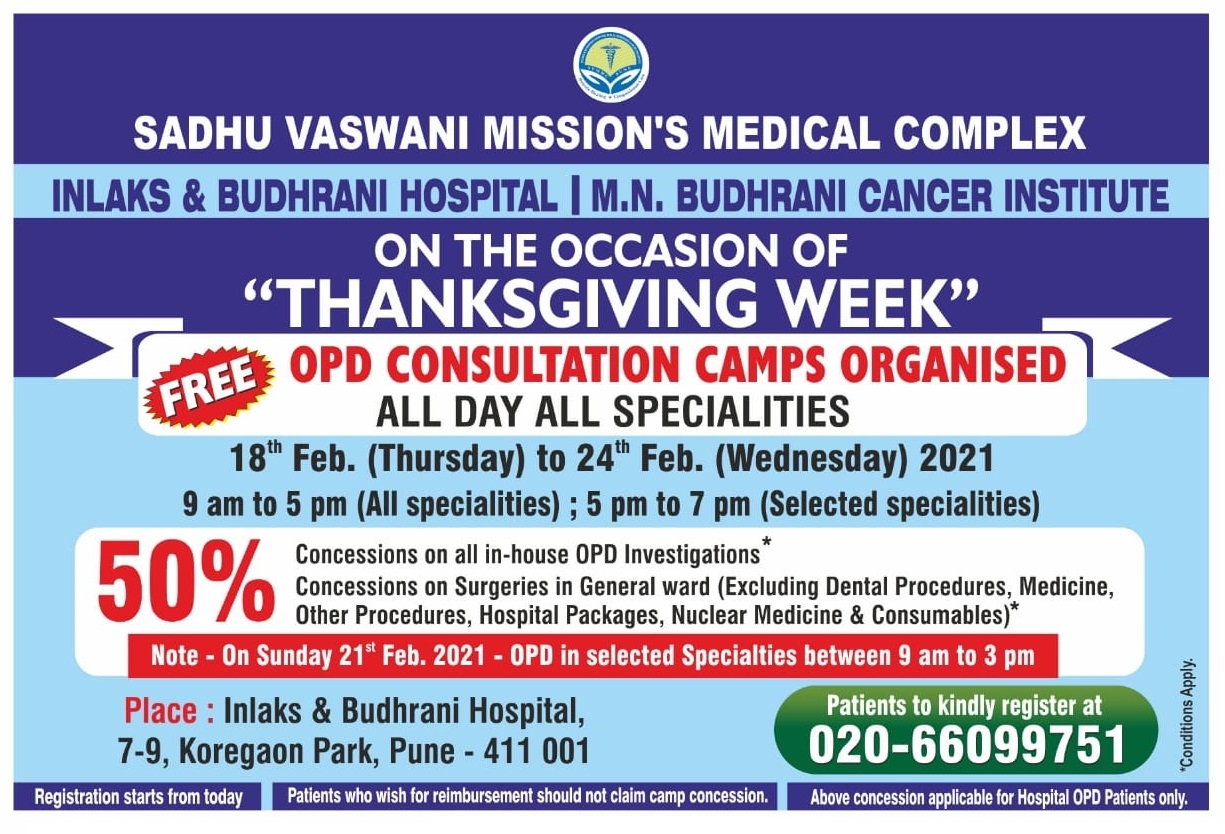 SADHU VASWANI MISSION'S MEDICAL COMPLEX
INLAKS & BUDHRANI HOSPITAL | M.N. BUDHRANI CANCER INSTITUTE
ON THE OCCASION OF
“THANKSGIVING WEEK”
FREE OPD CONSULTATION CAMPS ORGANISED
ALL DAY ALL SPECIALITIES
18th Feb. (Thursday) to 24th Feb. (Wednesday) 2021
9 am to 5 pm (All specialities) ; 5 pm to 7 pm (Selected specialities)
50%
Concessions on all in-house OPD Investigations*
Concessions on Surgeries in General ward (Excluding Dental Procedures, Medicine,
Other Procedures, Hospital Packages, Nuclear Medicine & Consumables)*
Note - On Sunday 21st Feb. 2021 - OPD in selected Specialties between 9 am to 3 pm
Place : Inlaks & Budhrani Hospital,
7-9, Koregaon Park, Pune - 411 001
Patients to kindly register at
020-66099751
*Conditions Apply.
Registration starts from today
Patients who wish for reimbursement should not claim camp concession.
Above concession applicable for Hospital OPD Patients only.